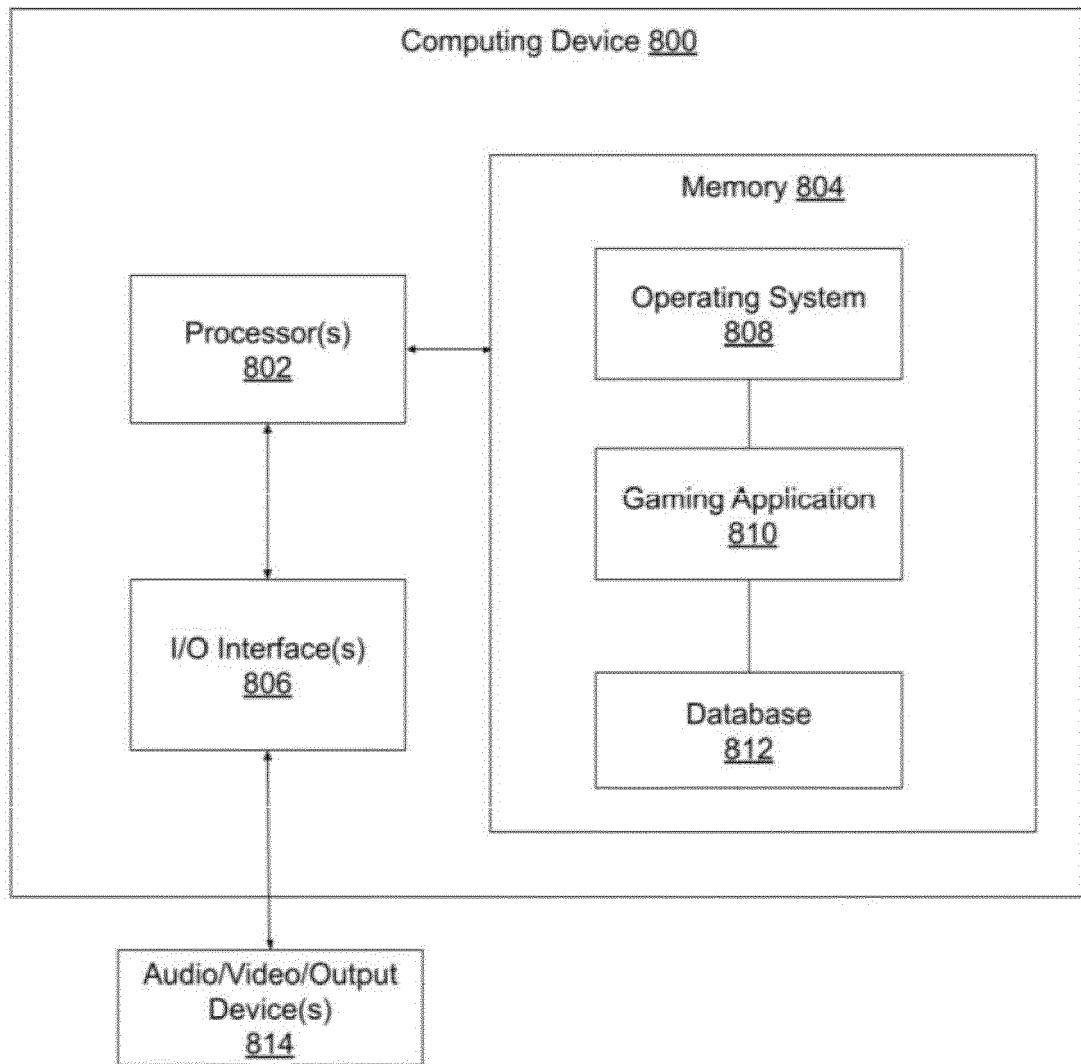 Computing Device 800
Memory 804
Operating System
808
Processor(s)
802
Gaming Application
810
I/O Interface(s)
806
Database
812
Audio/Video/Output
Device(s)
814